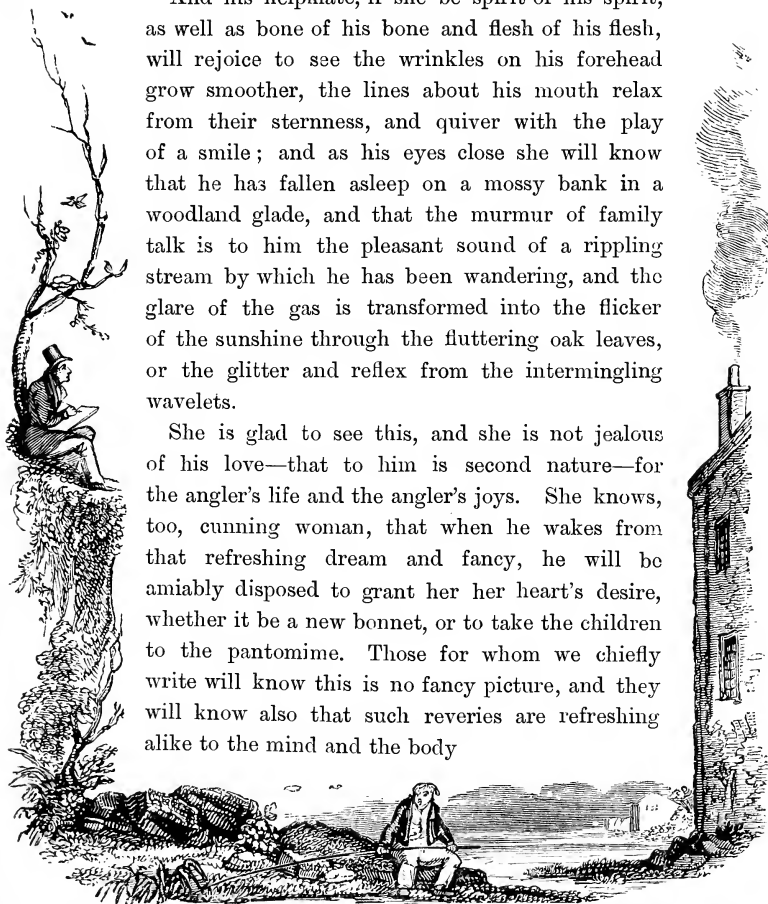 And his helpmate, if she be spirit of his spirit,
as well as bone of his bone and flesh of his flesh,
will rejoice to see the wrinkles on his forehead
grow smoother, the lines about his mouth relax
from their sternness, and quiver with the play
of a smile; and as his eyes close she will know
that he has fallen asleep on a mossy bank in a
woodland glade, and that the murmur of family
talk is to him the pleasant sound of a rippling
stream by which he has been wandering, and the
glare of the gas is transformed into the flicker
of the sunshine through the fluttering oak leaves,
or the glitter and reflex from the intermingling
wavelets.
She is glad to see this, and she is not jealous
of his love—that to him is second nature—for
the angler's life and the angler's joys. She knows,
too, cunning woman, that when he wakes from
that refreshing dream and fancy, he will be
amiably disposed to grant her her heart's desire,
whether it be a new bonnet, or to take the children
to the pantomime. Those for whom we chiefly
write will know this is no fancy picture, and they
will know also that such reveries are refreshing
alike to the mind and the body